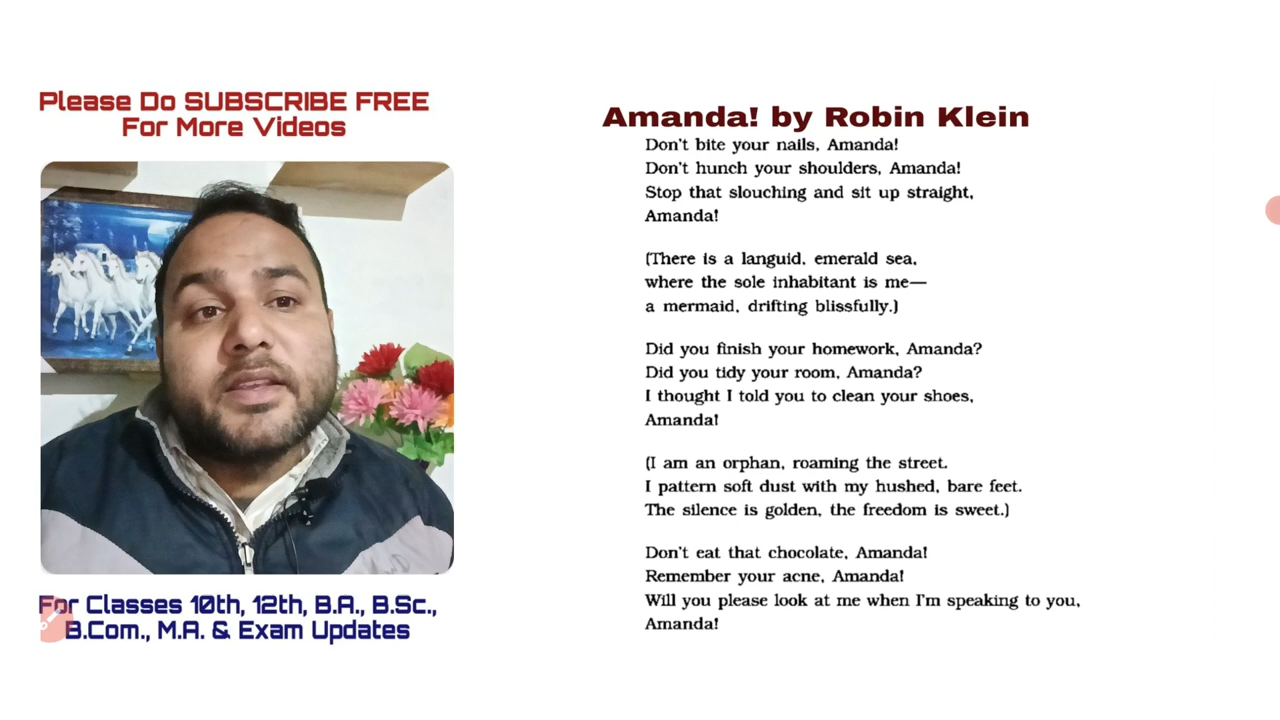 Please Do SUBSCRIBE FREE
For More Videos
For Classes 10th, 12th, B.A., B.Sc.,
B.Com., M.A. & Exam Updates
Amanda! by Robin Klein
Don't bite your nails, Amanda!
Don't hunch your shoulders, Amanda!
Stop that slouching and sit up straight,
Amanda!
(There is a languid, emerald sea,
where the sole inhabitant is me—
a mermaid, drifting blissfully.)
Did you finish your homework, Amanda?
Did you tidy your room, Amanda?
I thought I told you to clean your shoes,
Amanda!
(I am an orphan, roaming the street.
I pattern soft dust with my hushed, bare feet.
The silence is golden, the freedom is sweet.)
Don't eat that chocolate, Amanda!
Remember your acne, Amanda!
Will you please look at me when I'm speaking to you,
Amanda!